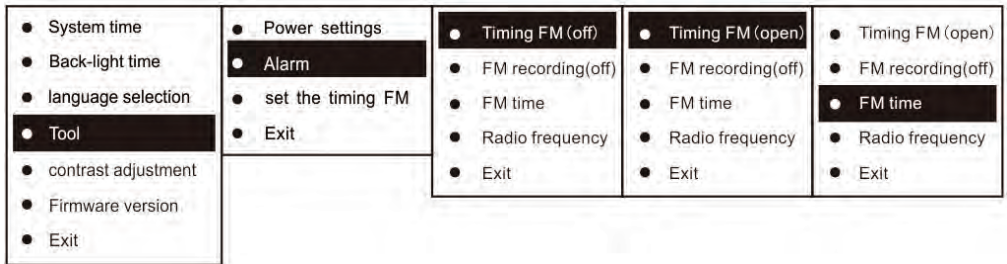 System time
Back-light time
language selection
Tool
contrast adjustment
Firmware version
Exit
Power settings
Alarm
set the timing FM
Exit
Timing FM(off)
FM recording(off)
FM time
Radio frequency
Exit
Timing FM(open)
FM recording(off)
FM time
Radio frequency
Exit
Timing FM(open)
FM recording(off)
FM time
Radio frequency
Exit